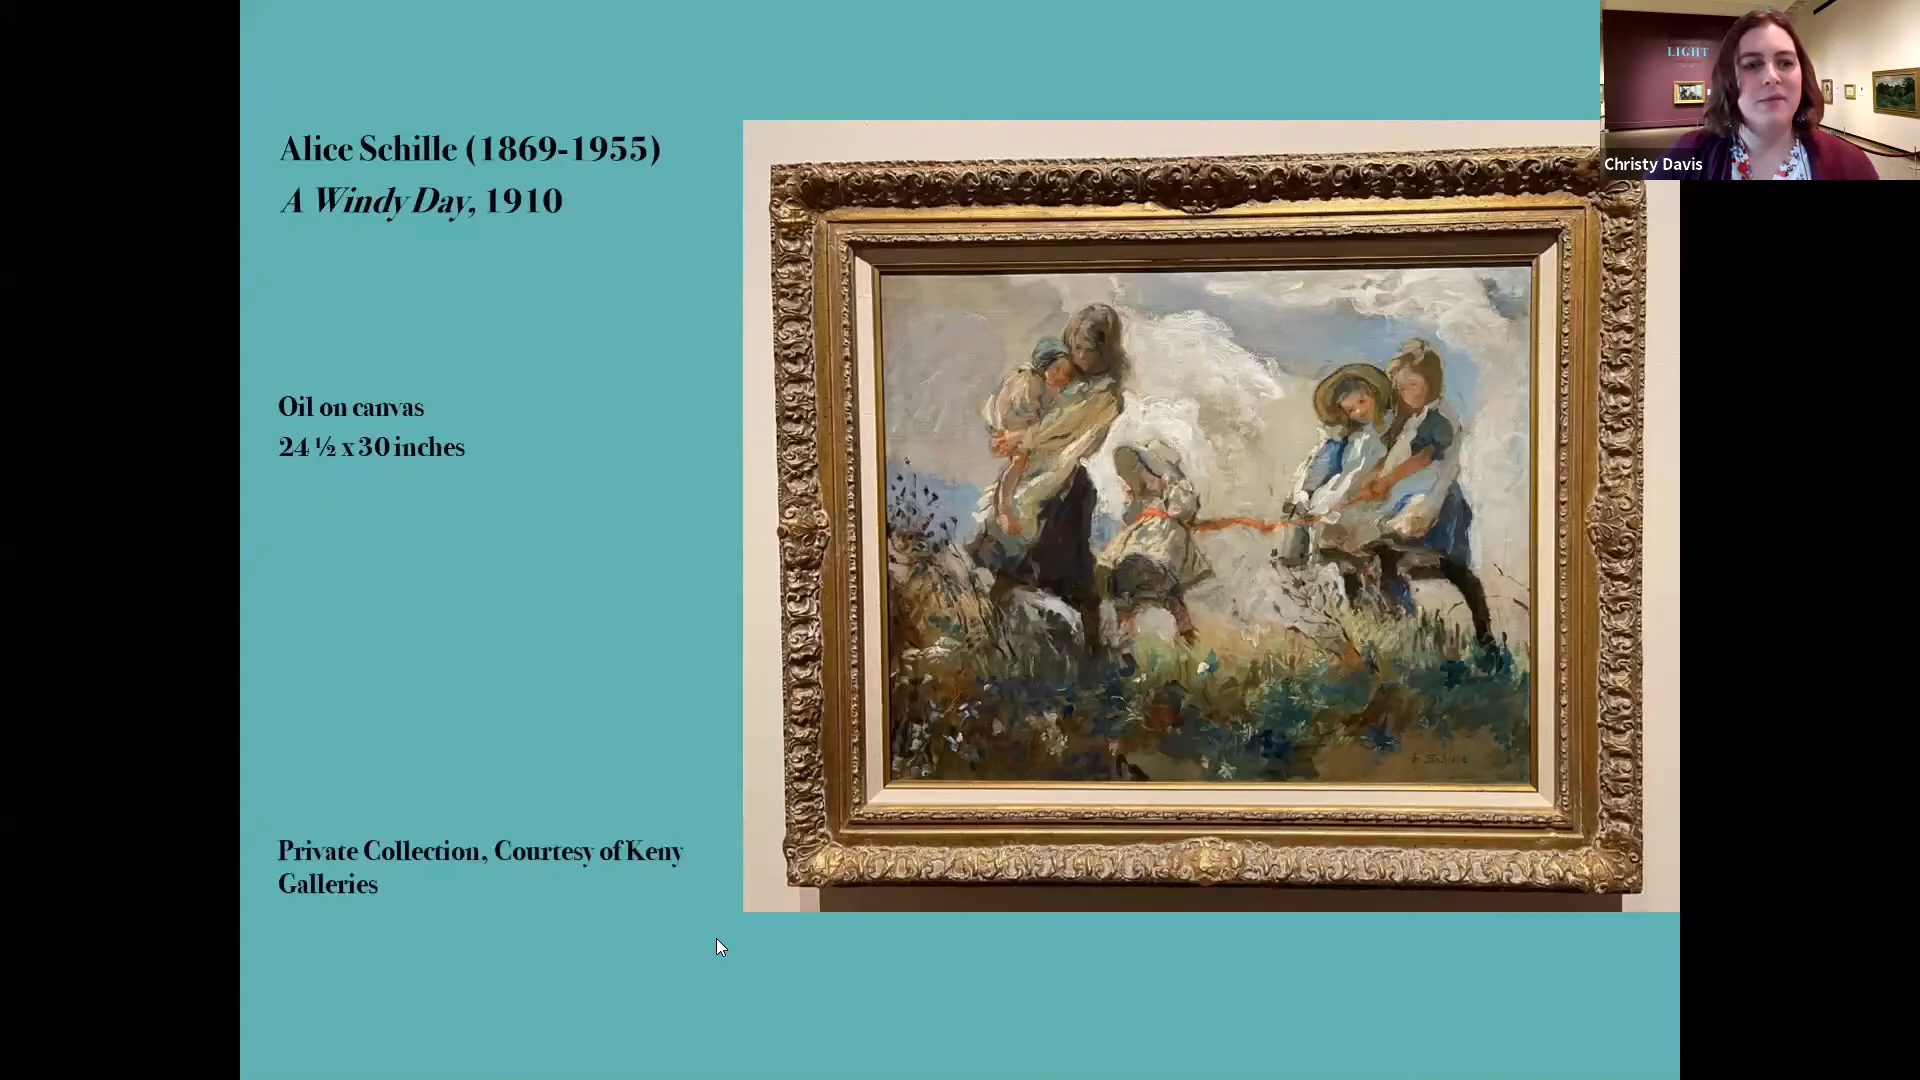 Alice Schille (1869-1955)
A Windy Day, 1910
Oil on canvas
24 ½ x 30 inches
Private Collection, Courtesy of Keny
Galleries
LIGHT
Christy Davis